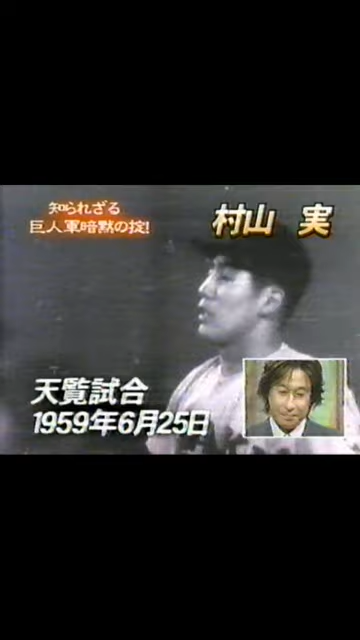 知られざる
巨人軍暗黙の掟!
村山 実
天覧試合
1959年6月25日